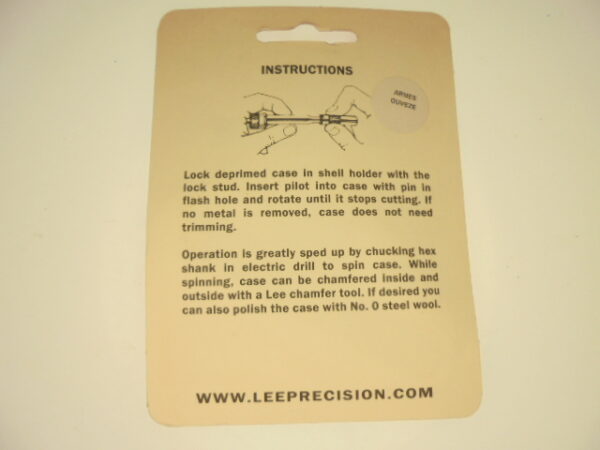 INSTRUCTIONS
ARMES
OUVEZE
Lock deprimed case in shell holder with the
lock stud. Insert pilot into case with pin in
flash hole and rotate until it stops cutting. If
no metal is removed, case does not need
trimming.
Operation is greatly sped up by chucking hex
shank in electric drill to spin case. While
spinning, case can be chamfered inside and
outside with a Lee chamfer tool. If desired you
can also polish the case with No. 0 steel wool.
WWW.LEEPRECISION.COM